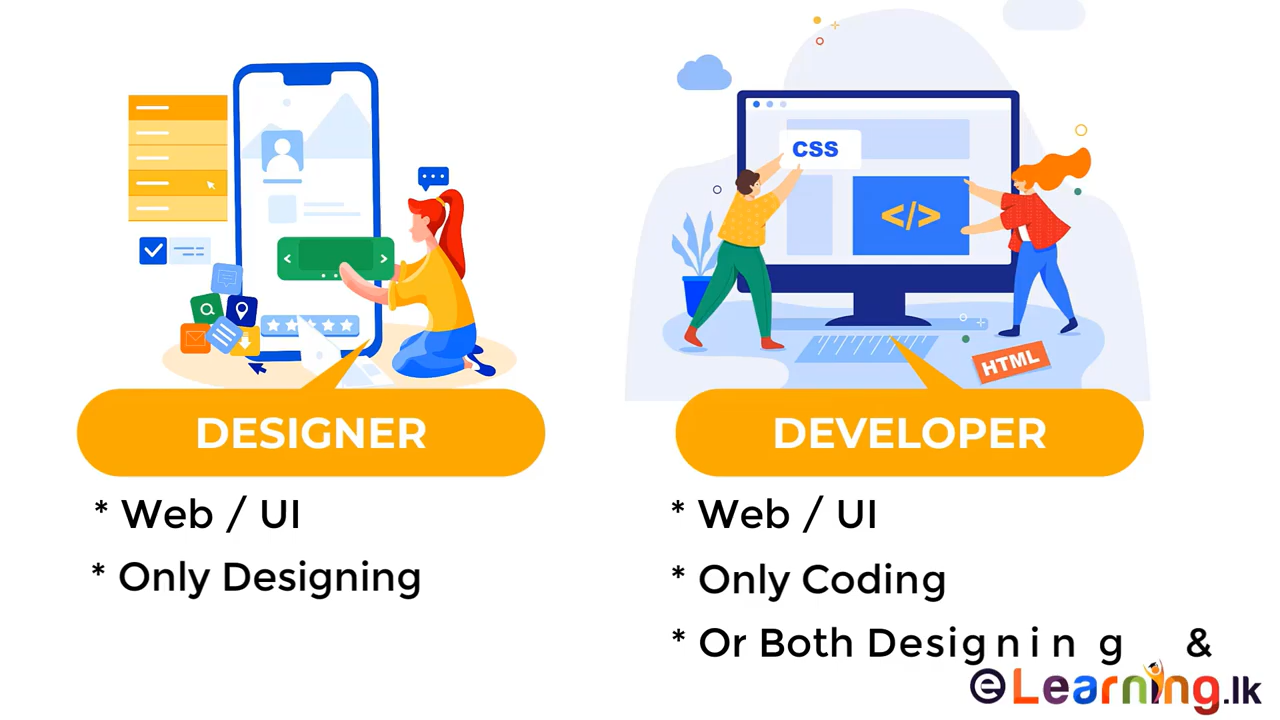 CSS
</>
HTML
DESIGNER
* Web / UI
* Only Designing
DEVELOPER
* Web / UI
* Only Coding
* Or Both Designing &
eLearning.lk